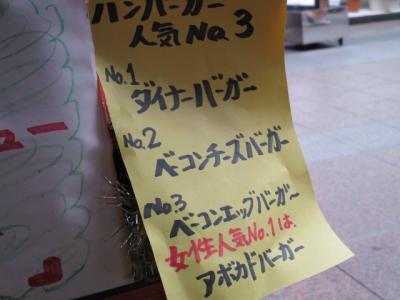 ハンバーガー
人気No.3
No.1
ダイナーバーガー
No.2
ベーコンチーズバーガー
No.3
ベーコンエッグバーガー
女性人気No.1は、
アボカドバーガー
ュー